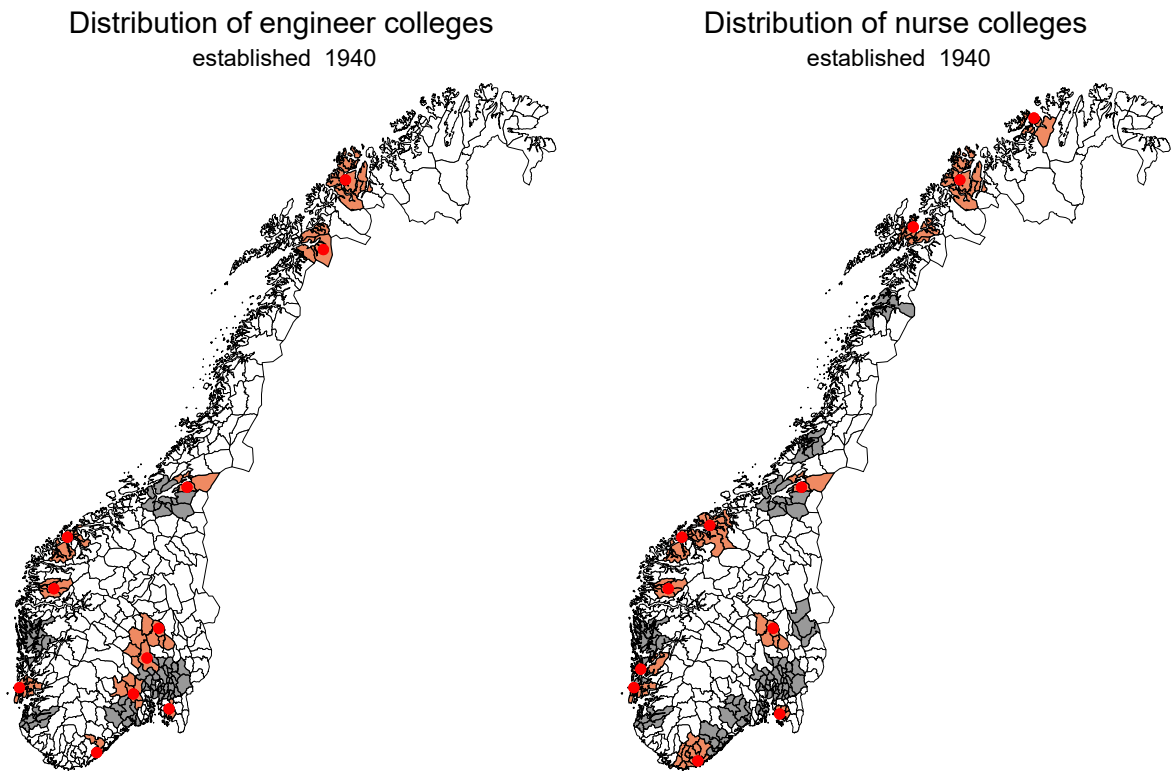 Distribution of engineer colleges
established  1940
Distribution of nurse colleges
established  1940